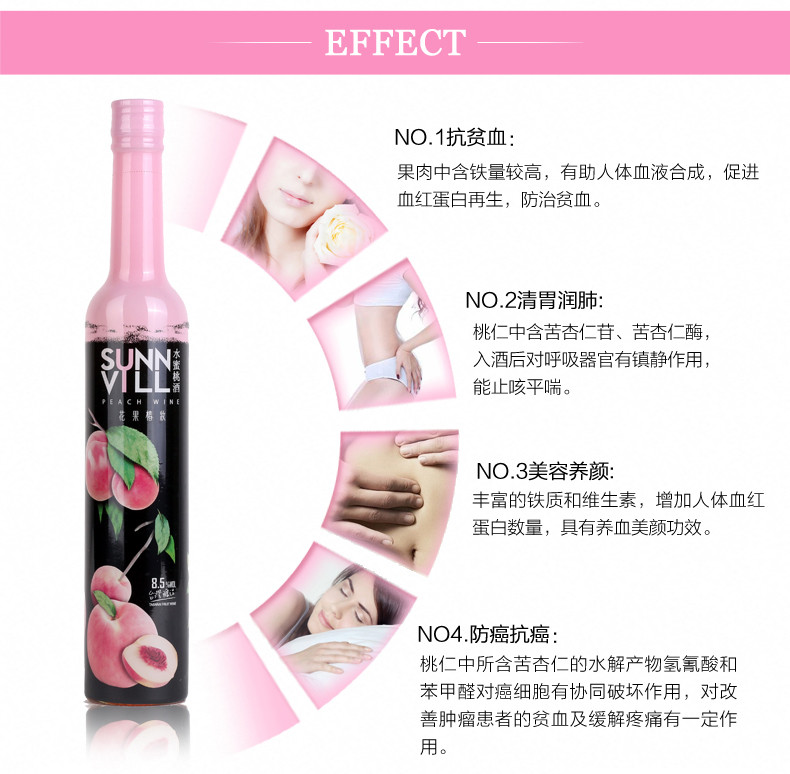 EFFECT
NO.1抗贫血：
果肉中含铁量较高，有助人体血液合成，促进
血红蛋白再生，防治贫血。
NO.2清胃润肺:
桃仁中含苦杏仁苷、苦杏仁酶，
入酒后对呼吸器官有镇静作用，
能止咳平喘。
NO.3美容养颜:
丰富的铁质和维生素，增加人体血红
蛋白数量，具有养血美颜功效。
NO4.防癌抗癌：
桃仁中所含苦杏仁的水解产物氢氰酸和
苯甲醛对癌细胞有协同破坏作用，对改
善肿瘤患者的贫血及缓解疼痛有一定作
用。
SUNN
VILL
水蜜桃酒
PEACH WINE
花果植妝
8.5%VOL